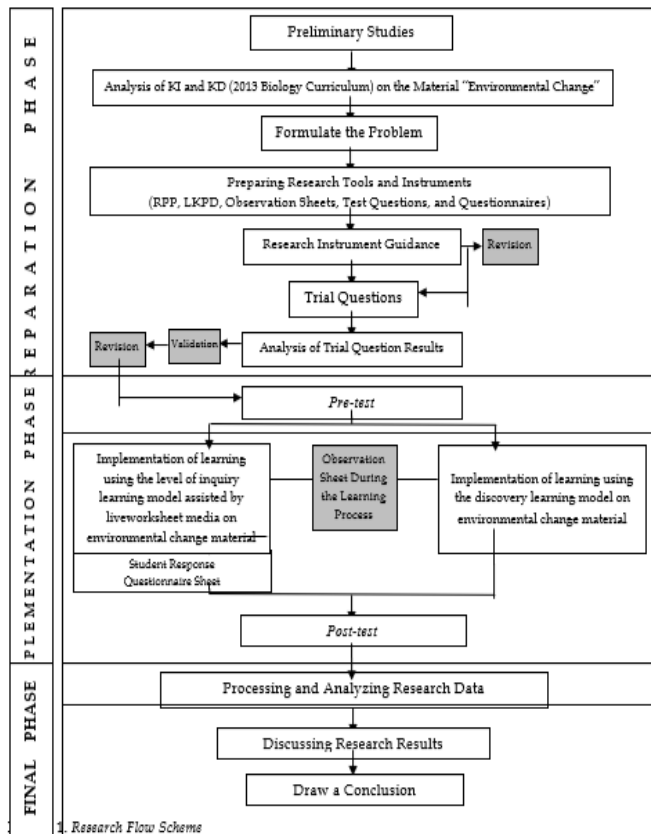 PREPARATION PHASE
Preliminary Studies
Analysis of KI and KD (2013 Biology Curriculum) on the Material "Environmental Change"
Formulate the Problem
Preparing Research Tools and Instruments
(RPP, LKPD, Observation Sheets, Test Questions, and Questionnaires)
Research Instrument Guidance
Revision
Trial Questions
Revision
Validation
Analysis of Trial Question Results
PLEMENTATION PHASE
Pre-test
Implementation of learning
using the level of inquiry
learning model assisted by
liveworksheet media on
environmental change material
Student Response
Questionnaire Sheet
Observation
Sheet During
the Learning
Process
Implementation of learning using
the discovery learning model on
environmental change material
Post-test
FINAL PHASE
Processing and Analyzing Research Data
Discussing Research Results
Draw a Conclusion
1. Research Flow Scheme